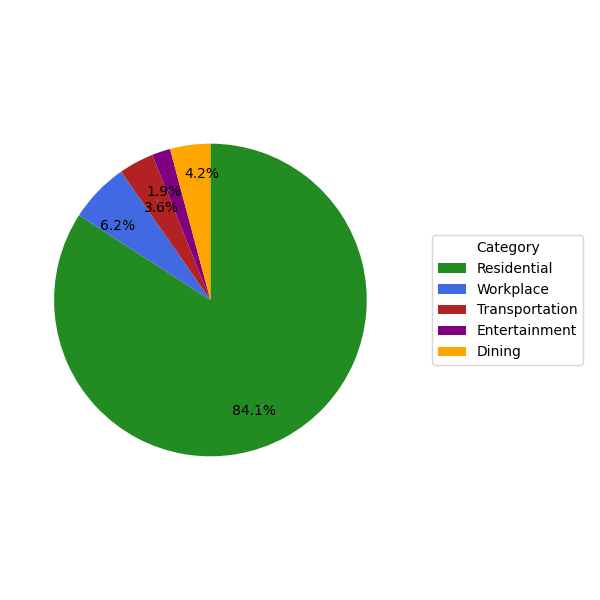 4.2%
1.9%
3.6%
6.2%
84.1%
Category
Residential
Workplace
Transportation
Entertainment
Dining